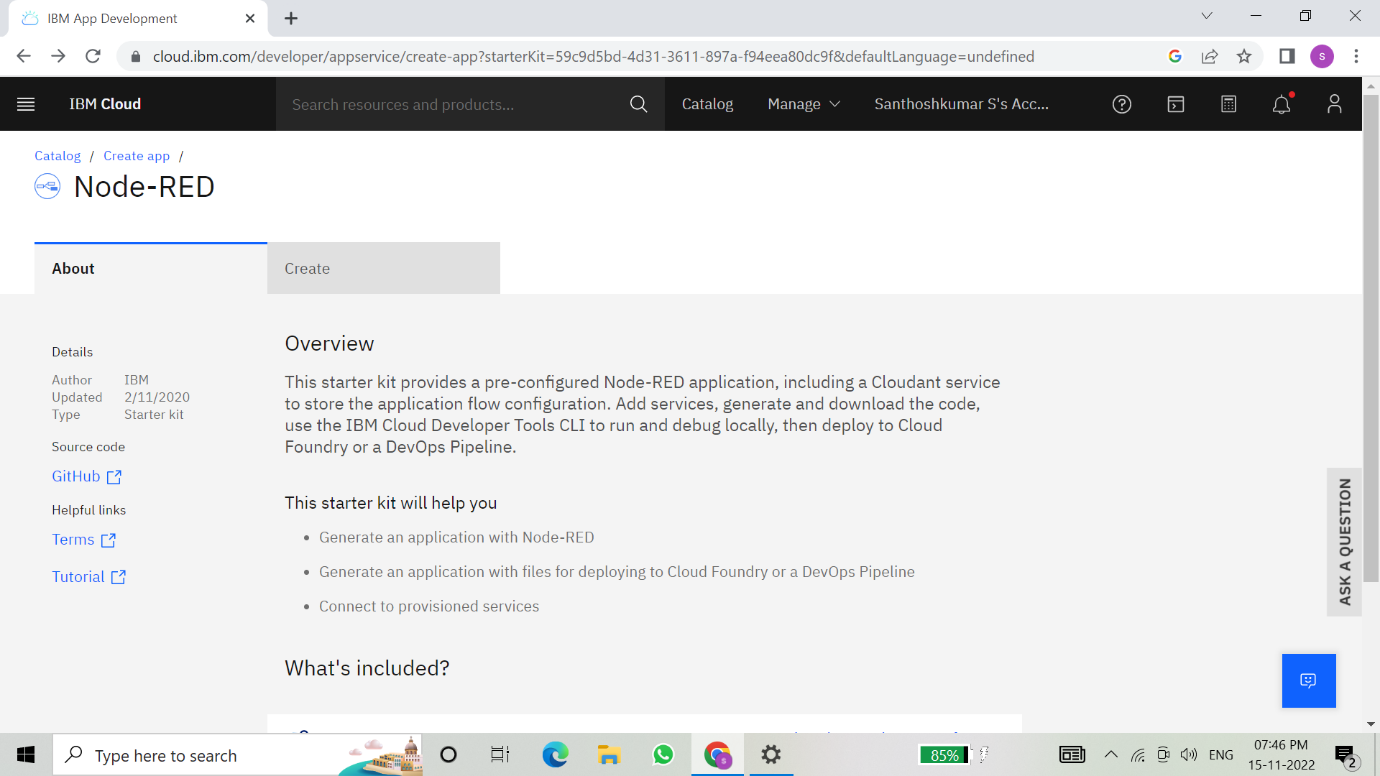 IBM App Development
cloud.ibm.com/developer/appservice/create-app?starterKit=59c9d5bd-4d31-3611-897a-f94eea80dc9f&defaultLanguage=undefined
S
IBM Cloud
Search resources and products...
Catalog
Manage
Santhoshkumar S's Acc...
Catalog / Create app /
Node-RED
About
Create
Details
Author IBM
Updated 2/11/2020
Type Starter kit
Source code
GitHub
Helpful links
Terms
Tutorial
Overview
This starter kit provides a pre-configured Node-RED application, including a Cloudant service
to store the application flow configuration. Add services, generate and download the code,
use the IBM Cloud Developer Tools CLI to run and debug locally, then deploy to Cloud
Foundry or a DevOps Pipeline.
This starter kit will help you
• Generate an application with Node-RED
• Generate an application with files for deploying to Cloud Foundry or a DevOps Pipeline
• Connect to provisioned services
What's included?
ASK A QUESTION
Type here to search
S
85%
ENG
07:46 PM
15-11-2022
2